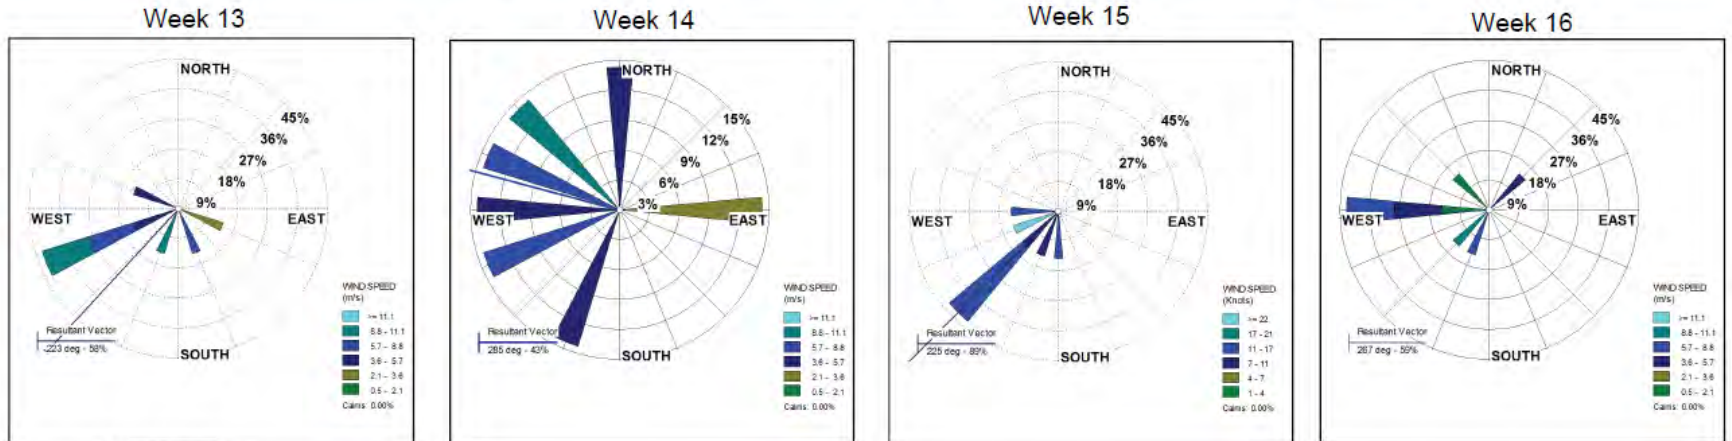 Week 13
NORTH
45%
36%
27%
18%
9%
WEST
EAST
SOUTH
WIND SPEED
(m/s)
>= 11.1
8.8 - 11.1
5.7 - 8.8
3.6 - 5.7
2.1 - 3.6
0.5 - 2.1
Calms: 0.00%
Resultant Vector
223 deg - 58%
Week 14
NORTH
15%
12%
9%
6%
3%
WEST
EAST
SOUTH
WIND SPEED
(m/s)
>= 11.1
8.8 - 11.1
5.7 - 8.8
3.6 - 5.7
2.1 - 3.6
0.5 - 2.1
Calms: 0.00%
Resultant Vector
285 deg - 43%
Week 15
NORTH
45%
36%
27%
18%
9%
WEST
EAST
SOUTH
WIND SPEED
(Knots)
>= 22
17 - 21
11 - 17
7 - 11
4 - 7
1 - 4
Calms: 0.00%
Resultant Vector
225 deg - 89%
Week 16
NORTH
45%
36%
27%
18%
9%
WEST
EAST
SOUTH
WIND SPEED
(m/s)
>= 11.1
8.8 - 11.1
5.7 - 8.8
3.6 - 5.7
2.1 - 3.6
0.5 - 2.1
Calms: 0.00%
Resultant Vector
267 deg - 59%